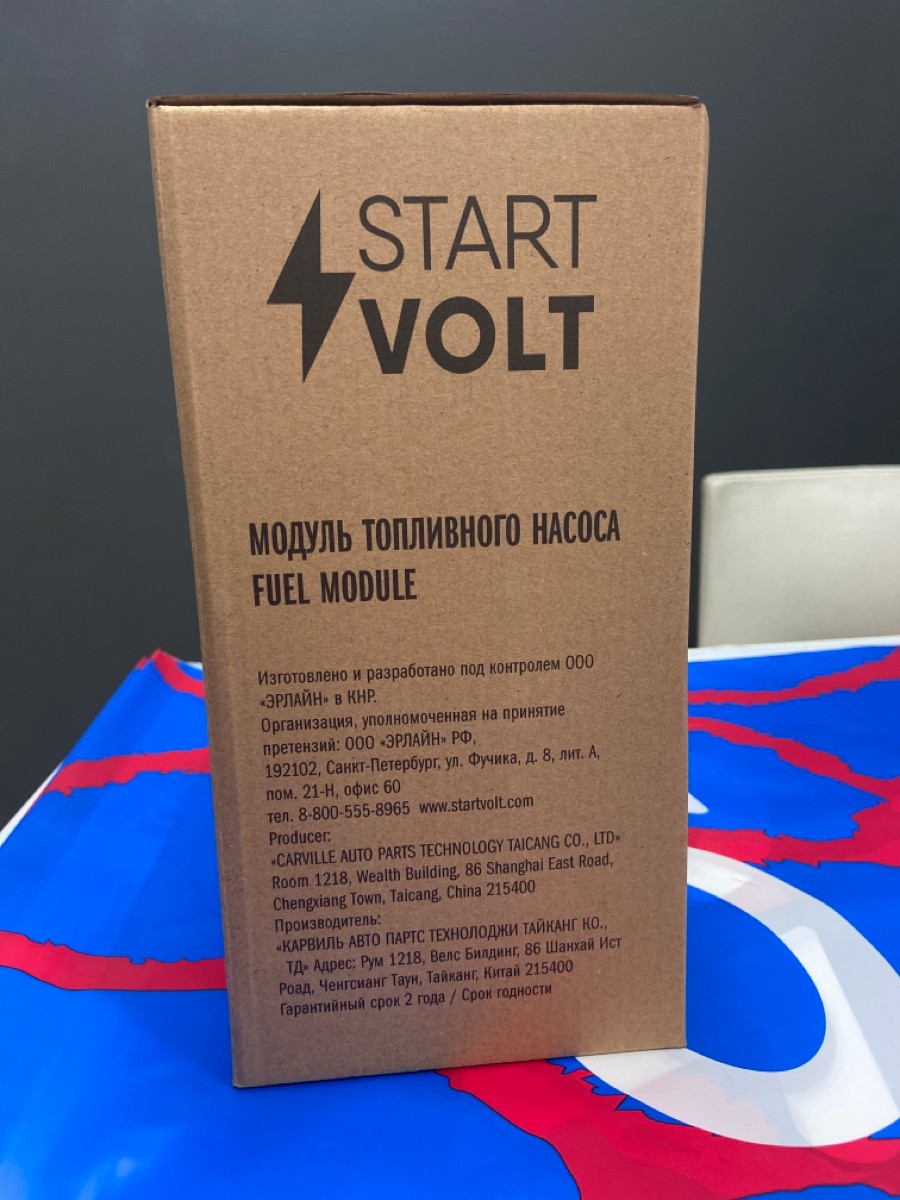 START
VOLT
МОДУЛЬ ТОПЛИВНОГО НАСОСА
FUEL MODULE
Изготовлено и разработано под контролем ООО
«ЭРЛАЙН» в КНР.
Организация, уполномоченная на принятие
претензий: ООО «ЭРЛАЙН» РФ,
192102, Санкт-Петербург, ул. Фучика, д. 8, лит. А,
пом. 21-Н, офис 60
тел. 8-800-555-8965 www.startvolt.com
Producer:
«CARVILLE AUTO PARTS TECHNOLOGY TAICANG CO., LTD»
Room 1218, Wealth Building, 86 Shanghai East Road,
Chengxiang Town, Taicang, China 215400
Производитель:
«КАРВИЛЬ АВТО ПАРТС ТЕХНОЛОДЖИ ТАЙКАНГ КО.,
ТД» Адрес: Рум 1218, Велс Билдинг, 86 Шанхай Ист
Роад, Ченгсианг Таун, Тайканг, Китай 215400
Гарантийный срок 2 года / Срок годности